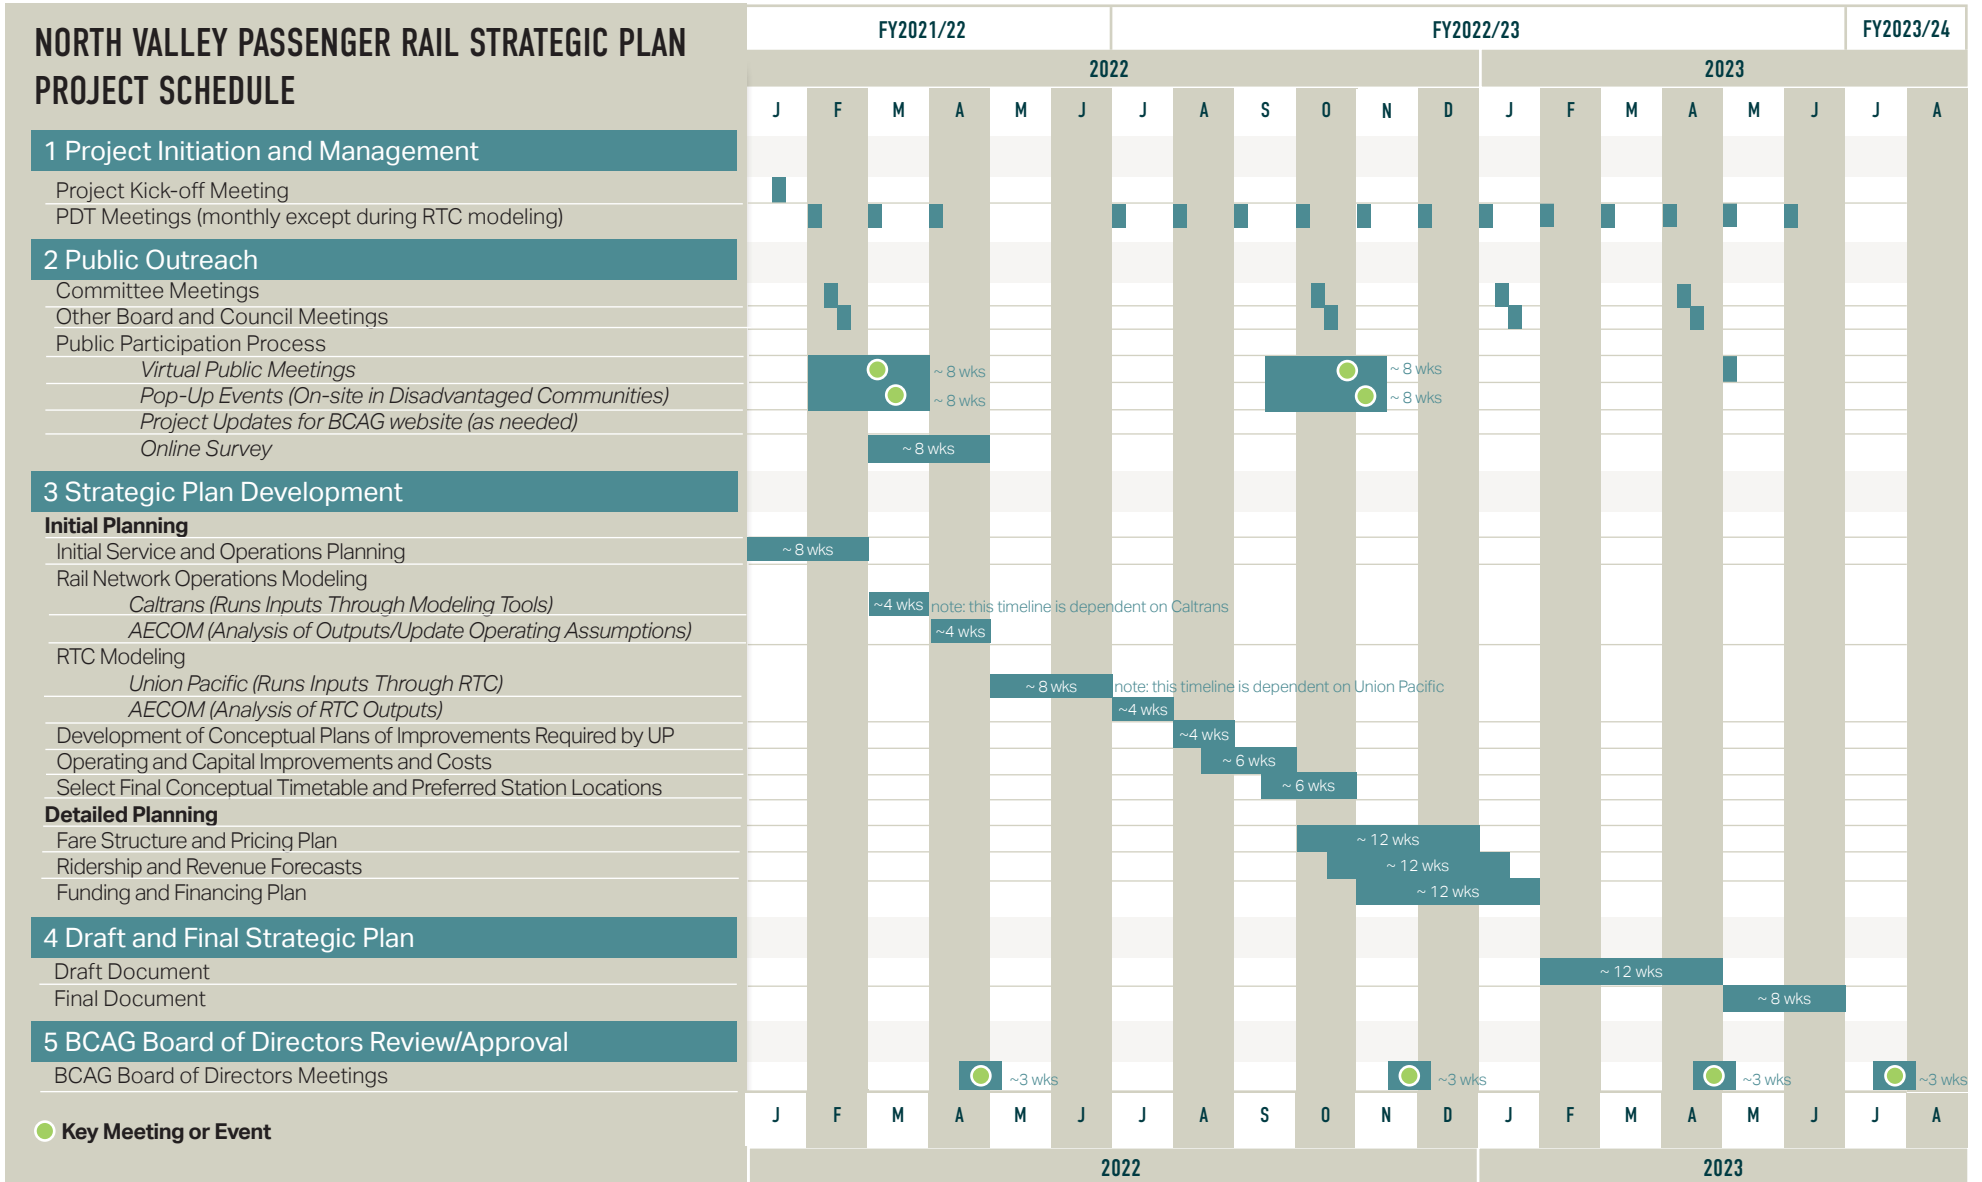 NORTH VALLEY PASSENGER RAIL STRATEGIC PLAN
PROJECT SCHEDULE
FY2021/22 FY2022/23 FY2023/24
2022 2023
J F M A M J J A S O N D J F M A M J J A
1 Project Initiation and Management
Project Kick-off Meeting
PDT Meetings (monthly except during RTC modeling)
2 Public Outreach
Committee Meetings
Other Board and Council Meetings
Public Participation Process
Virtual Public Meetings ~ 8 wks ~ 8 wks
Pop-Up Events (On-site in Disadvantaged Communities) ~ 8 wks ~ 8 wks
Project Updates for BCAG website (as needed)
Online Survey ~ 8 wks
3 Strategic Plan Development
Initial Planning
Initial Service and Operations Planning ~ 8 wks
Rail Network Operations Modeling
Caltrans (Runs Inputs Through Modeling Tools) ~4 wks note: this timeline is dependent on Caltrans
AECOM (Analysis of Outputs/Update Operating Assumptions) ~4 wks
RTC Modeling
Union Pacific (Runs Inputs Through RTC) ~ 8 wks note: this timeline is dependent on Union Pacific
AECOM (Analysis of RTC Outputs) ~4 wks
Development of Conceptual Plans of Improvements Required by UP ~4 wks
Operating and Capital Improvements and Costs ~ 6 wks
Select Final Conceptual Timetable and Preferred Station Locations ~ 6 wks
Detailed Planning
Fare Structure and Pricing Plan ~ 12 wks
Ridership and Revenue Forecasts ~ 12 wks
Funding and Financing Plan ~ 12 wks
4 Draft and Final Strategic Plan
Draft Document ~ 12 wks
Final Document ~ 8 wks
5 BCAG Board of Directors Review/Approval
BCAG Board of Directors Meetings ~3 wks ~3 wks ~3 wks ~3 wks
J F M A M J J A S O N D J F M A M J J A
Key Meeting or Event
2022 2023